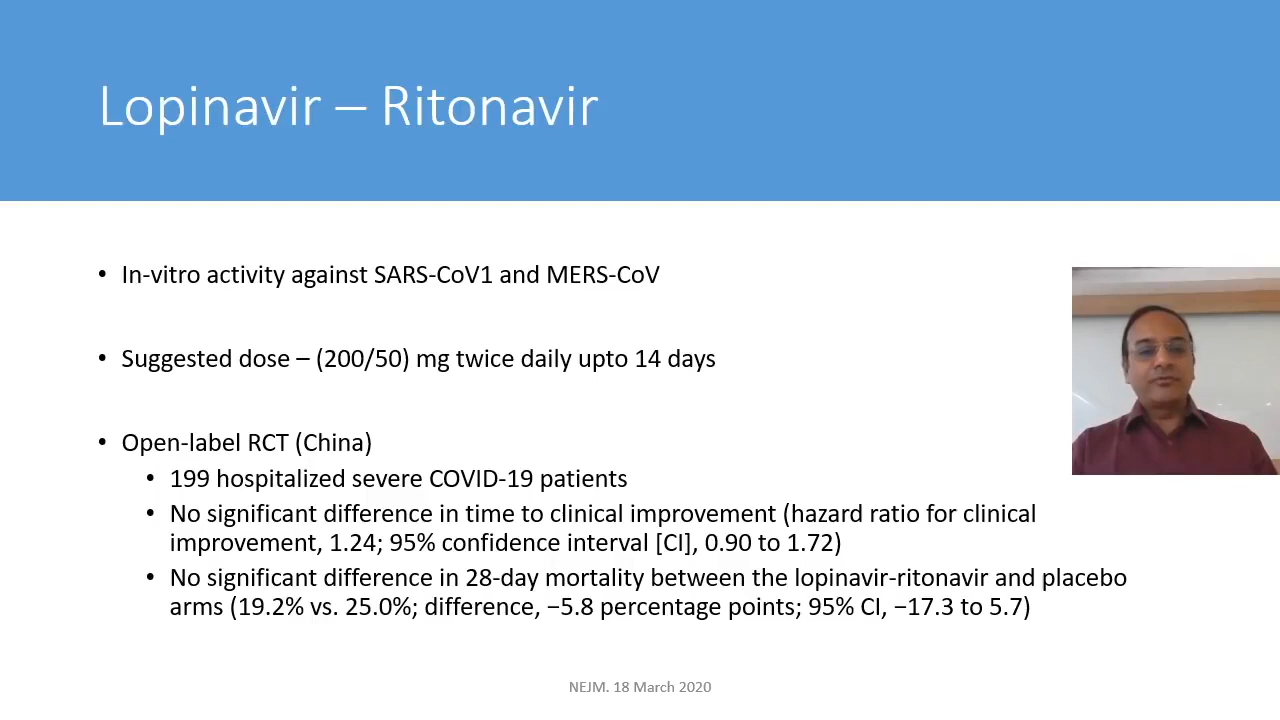 Lopinavir – Ritonavir
• In-vitro activity against SARS-CoV1 and MERS-CoV
• Suggested dose – (200/50) mg twice daily upto 14 days
• Open-label RCT (China)
• 199 hospitalized severe COVID-19 patients
• No significant difference in time to clinical improvement (hazard ratio for clinical
improvement, 1.24; 95% confidence interval [CI], 0.90 to 1.72)
• No significant difference in 28-day mortality between the lopinavir-ritonavir and placebo
arms (19.2% vs. 25.0%; difference, −5.8 percentage points; 95% CI, −17.3 to 5.7)
NEJM. 18 March 2020